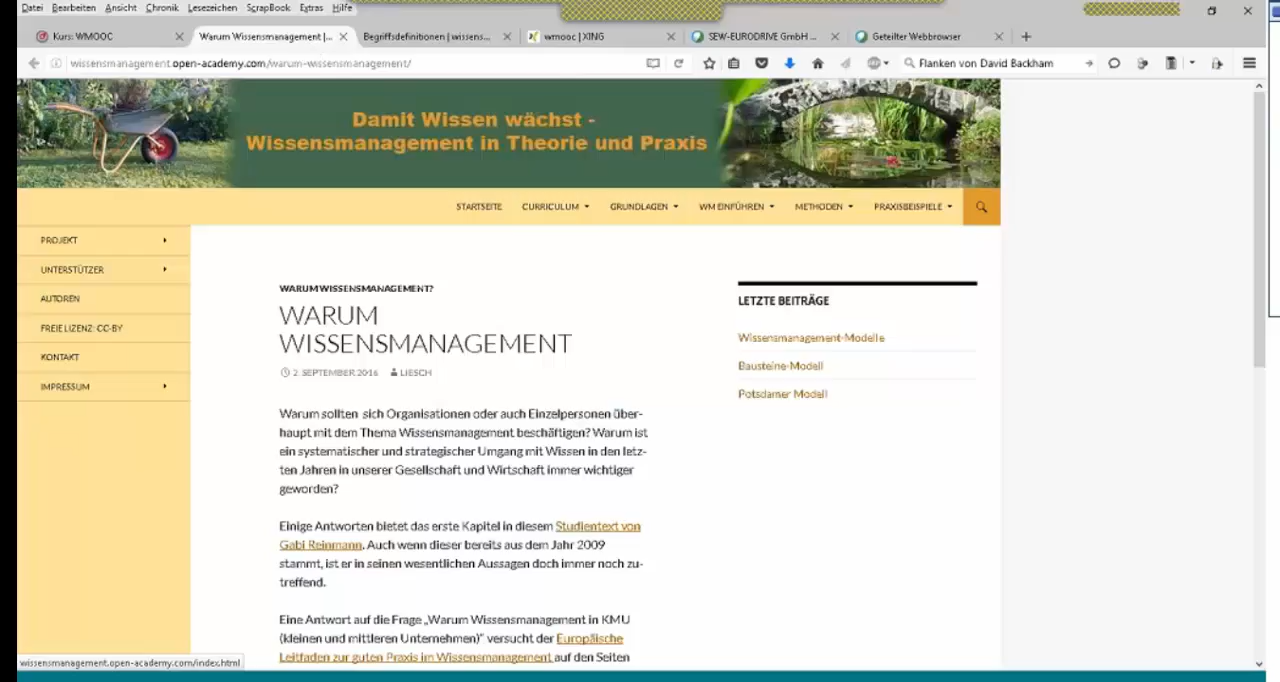 Datei Bearbeiten Ansicht Chronik Lesezeichen ScrapBook Extras Hilfe
Kurs: WMOOC
Warum Wissensmanagement |...
Begriffsdefinitionen | wissens...
wmooc | XING
SEW-EURODRIVE GmbH ...
Geteilter Webbrowser
wissensmanagement.open-academy.com/warum-wissensmanagement/
Flanken von David Backham
Damit Wissen wächst -
Wissensmanagement in Theorie und Praxis
STARTSEITE CURRICULUM GRUNDLAGEN WM EINFÜHREN METHODEN PRAXISBEISPIELE
PROJEKT
UNTERSTÜTZER
AUTOREN
FREIE LIZENZ: CC-BY
KONTAKT
IMPRESSUM
WARUM WISSENSMANAGEMENT?
WARUM
WISSENSMANAGEMENT
2. SEPTEMBER 2016 LIESCH
Warum sollten sich Organisationen oder auch Einzelpersonen über-
haupt mit dem Thema Wissensmanagement beschäftigen? Warum ist
ein systematischer und strategischer Umgang mit Wissen in den letz-
ten Jahren in unserer Gesellschaft und Wirtschaft immer wichtiger
geworden?
Einige Antworten bietet das erste Kapitel in diesem Studientext von
Gabi Reinmann. Auch wenn dieser bereits aus dem Jahr 2009
stammt, ist er in seinen wesentlichen Aussagen doch immer noch zu-
treffend.
Eine Antwort auf die Frage „Warum Wissensmanagement in KMU
(kleinen und mittleren Unternehmen)“ versucht der Europäische
Leitfaden zur guten Praxis im Wissensmanagement auf den Seiten
LETZTE BEITRÄGE
Wissensmanagement-Modelle
Bausteine-Modell
Potsdamer Modell
wissensmanagement.open-academy.com/index.html